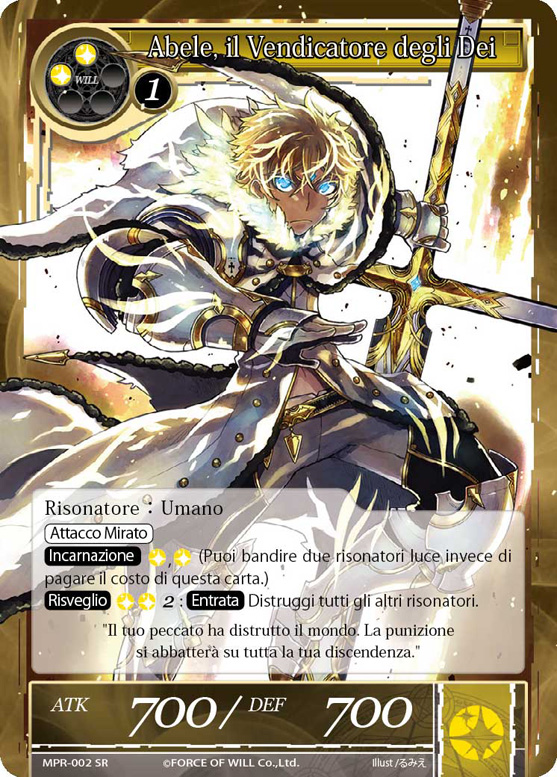 Abele, il Vendicatore degli Dei
WILL
1
Risonatore : Umano
Attacco Mirato
Incarnazione , (Puoi bandire due risonatori luce invece di
pagare il costo di questa carta.)
Risveglio 2 : Entrata Distruggi tutti gli altri risonatori.
"Il tuo peccato ha distrutto il mondo. La punizione
si abbatterà su tutta la tua discendenza."
ATK 700 / DEF 700
MPR-002 SR ©FORCE OF WILL Co.,Ltd. Illust /るみえ